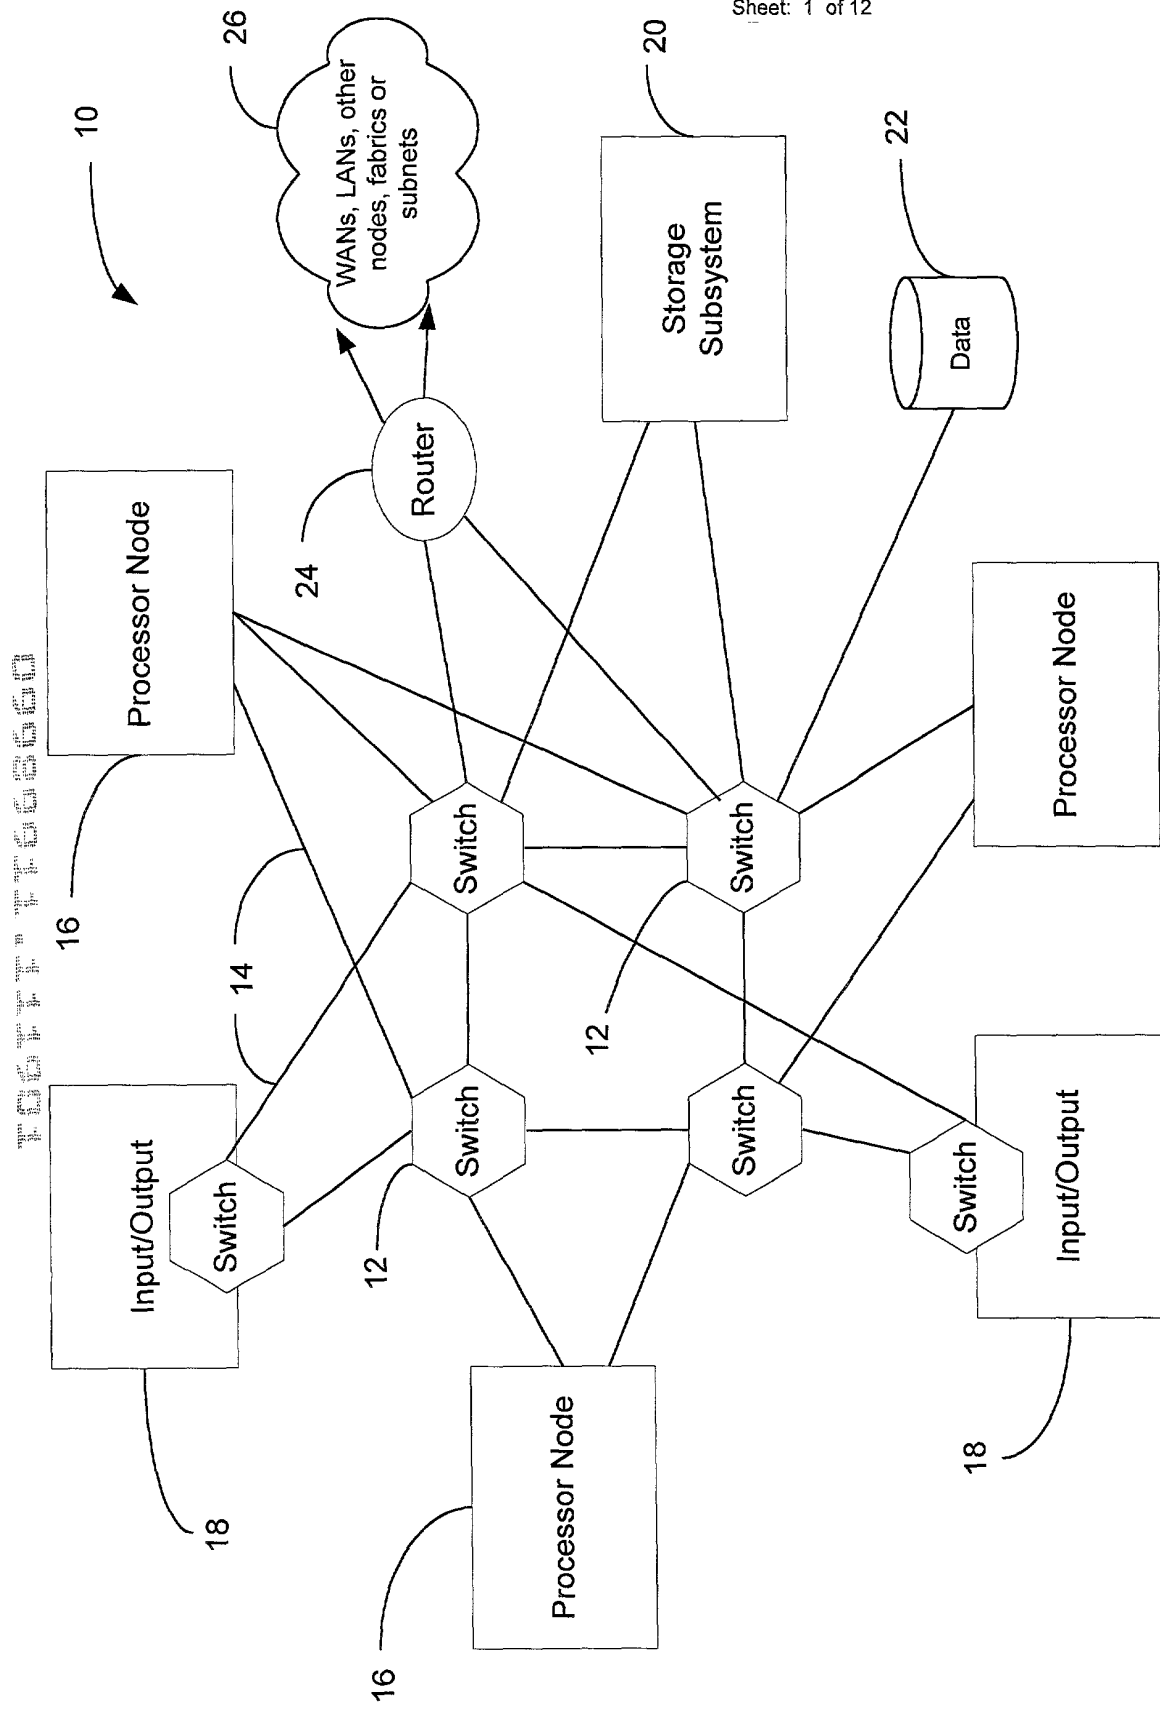 Sheet: 1 of 12
10
26
WANs, LANs, other
nodes, fabrics or
subnets
20
Storage
Subsystem
22
Data
24
Router
16
Processor Node
14
18
Input/Output
Switch
12
Switch
Switch
12
Switch
Switch
Processor Node
16
Processor Node
18
Input/Output
Switch